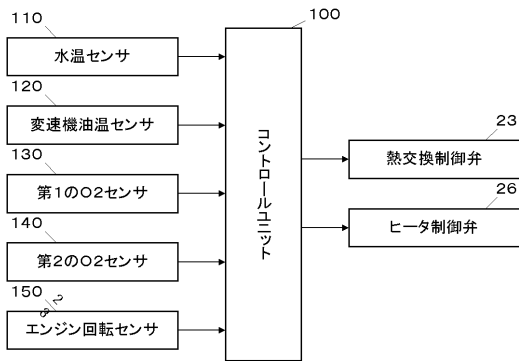 110
水温センサ
120
変速機油温センサ
130
第1のO2センサ
140
第2のO2センサ
150
28
エンジン回転センサ
100
コントロールユニット
23
熱交換制御弁
26
ヒータ制御弁